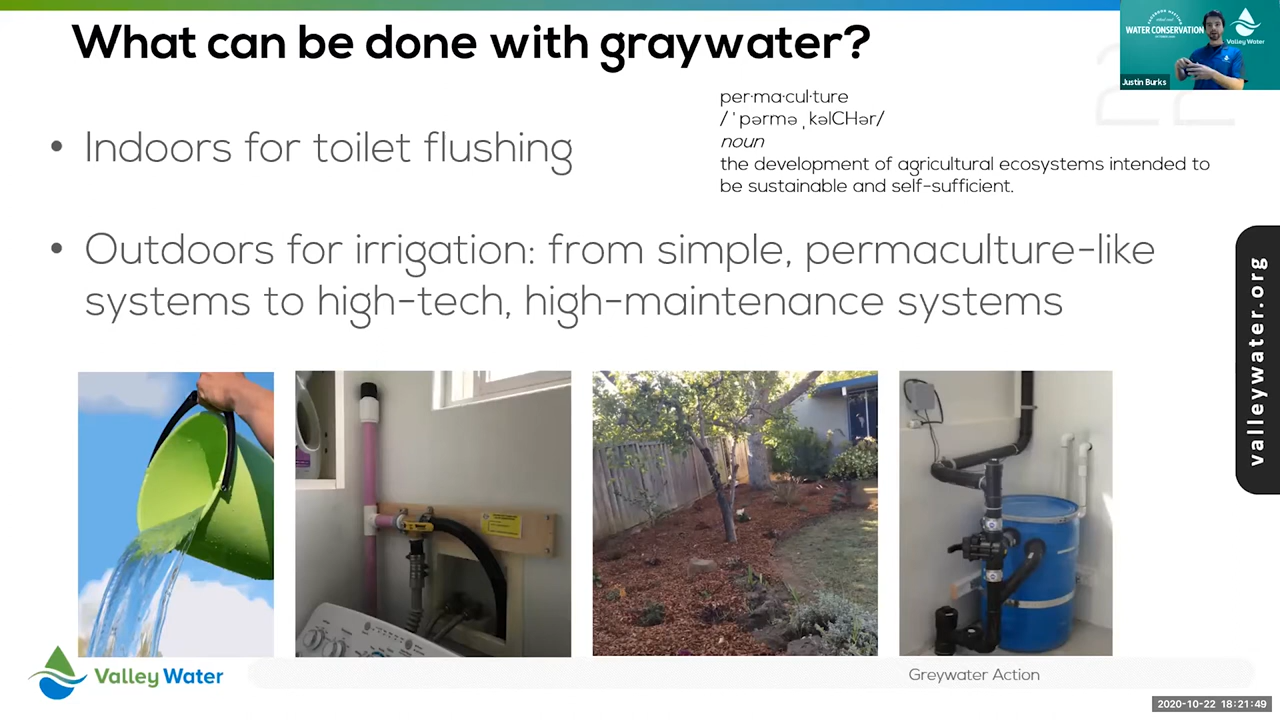 What can be done with graywater?
WATER CONSERVATION
Valley Water
Justin Burks
22
per·ma·cul·ture
/ˈpərməˌkəlCHər/
noun
the development of agricultural ecosystems intended to
be sustainable and self-sufficient.
• Indoors for toilet flushing
• Outdoors for irrigation: from simple, permaculture-like
systems to high-tech, high-maintenance systems
valleywater.org
Valley Water
Greywater Action
2020-10-22 18:21:49